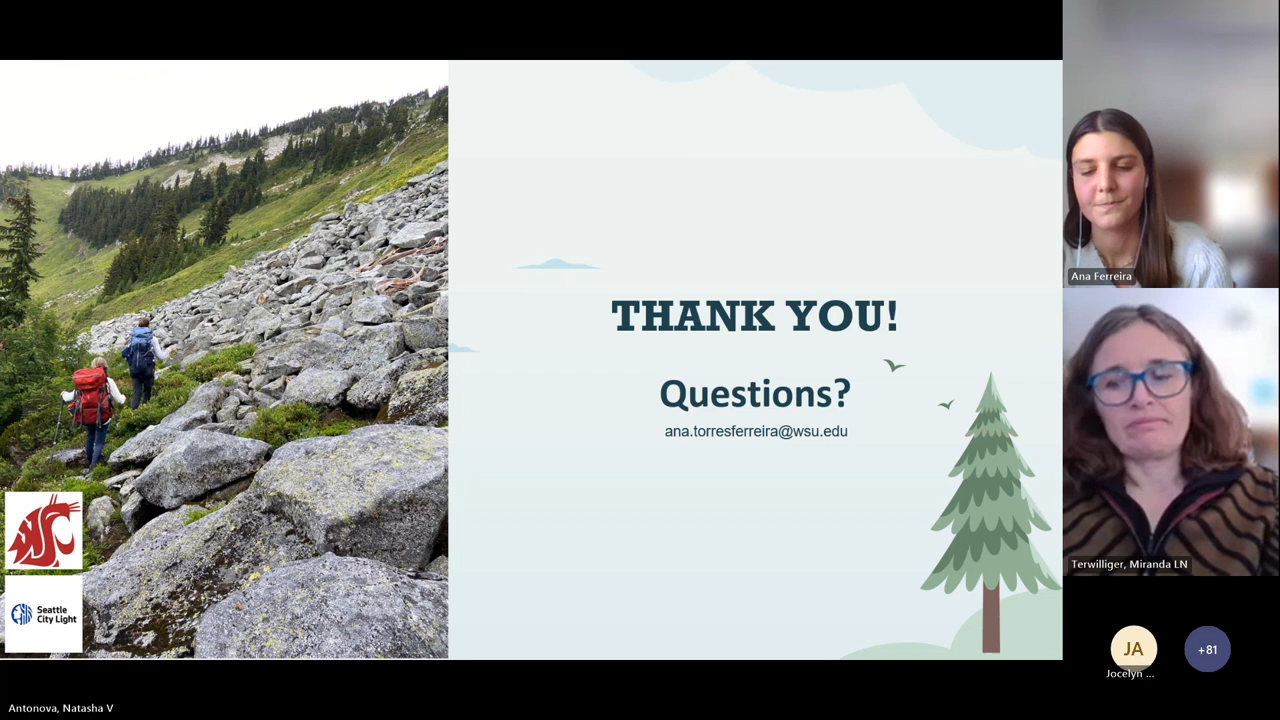 THANK YOU!
Questions?
ana.torresferreira@wsu.edu
Seattle
City Light
Ana Ferreira
Terwilliger, Miranda LN
JA
Jocelyn ...
+81
Antonova, Natasha V